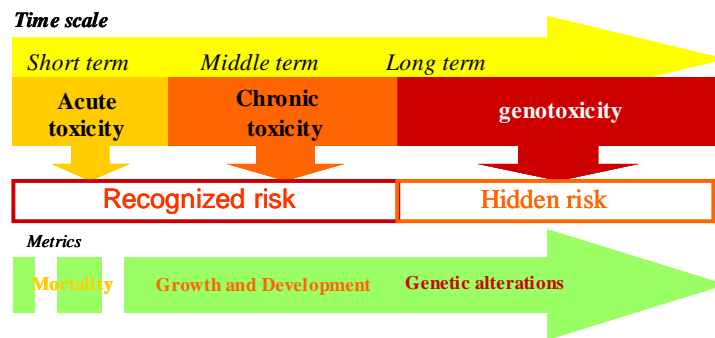 Time scale
Short term Middle term Long term
Acute toxicity
Chronic toxicity
genotoxicity
Recognized risk Hidden risk
Metrics
Mortality Growth and Development Genetic alterations